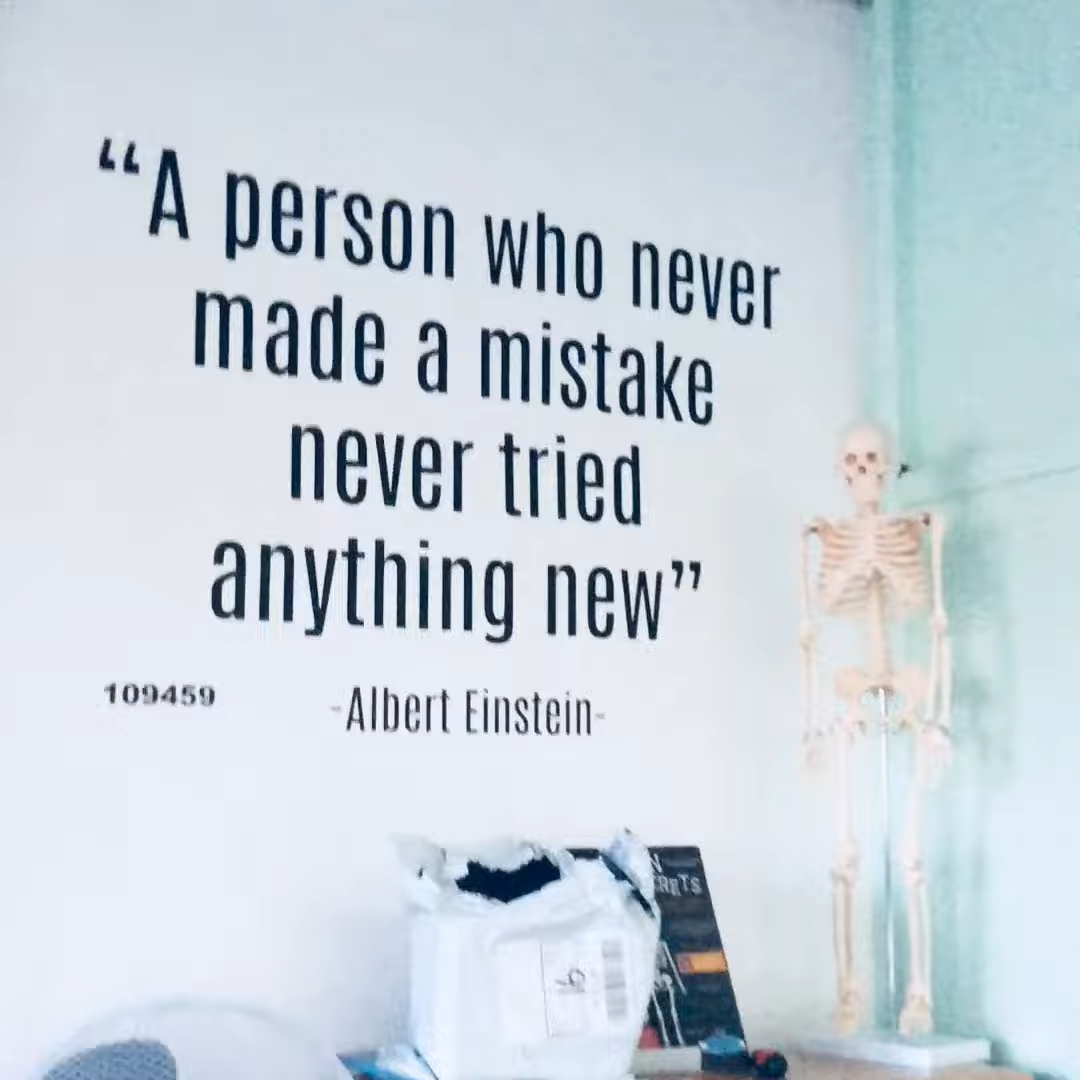 “A person who never
made a mistake
never tried
anything new”
109459
-Albert Einstein-